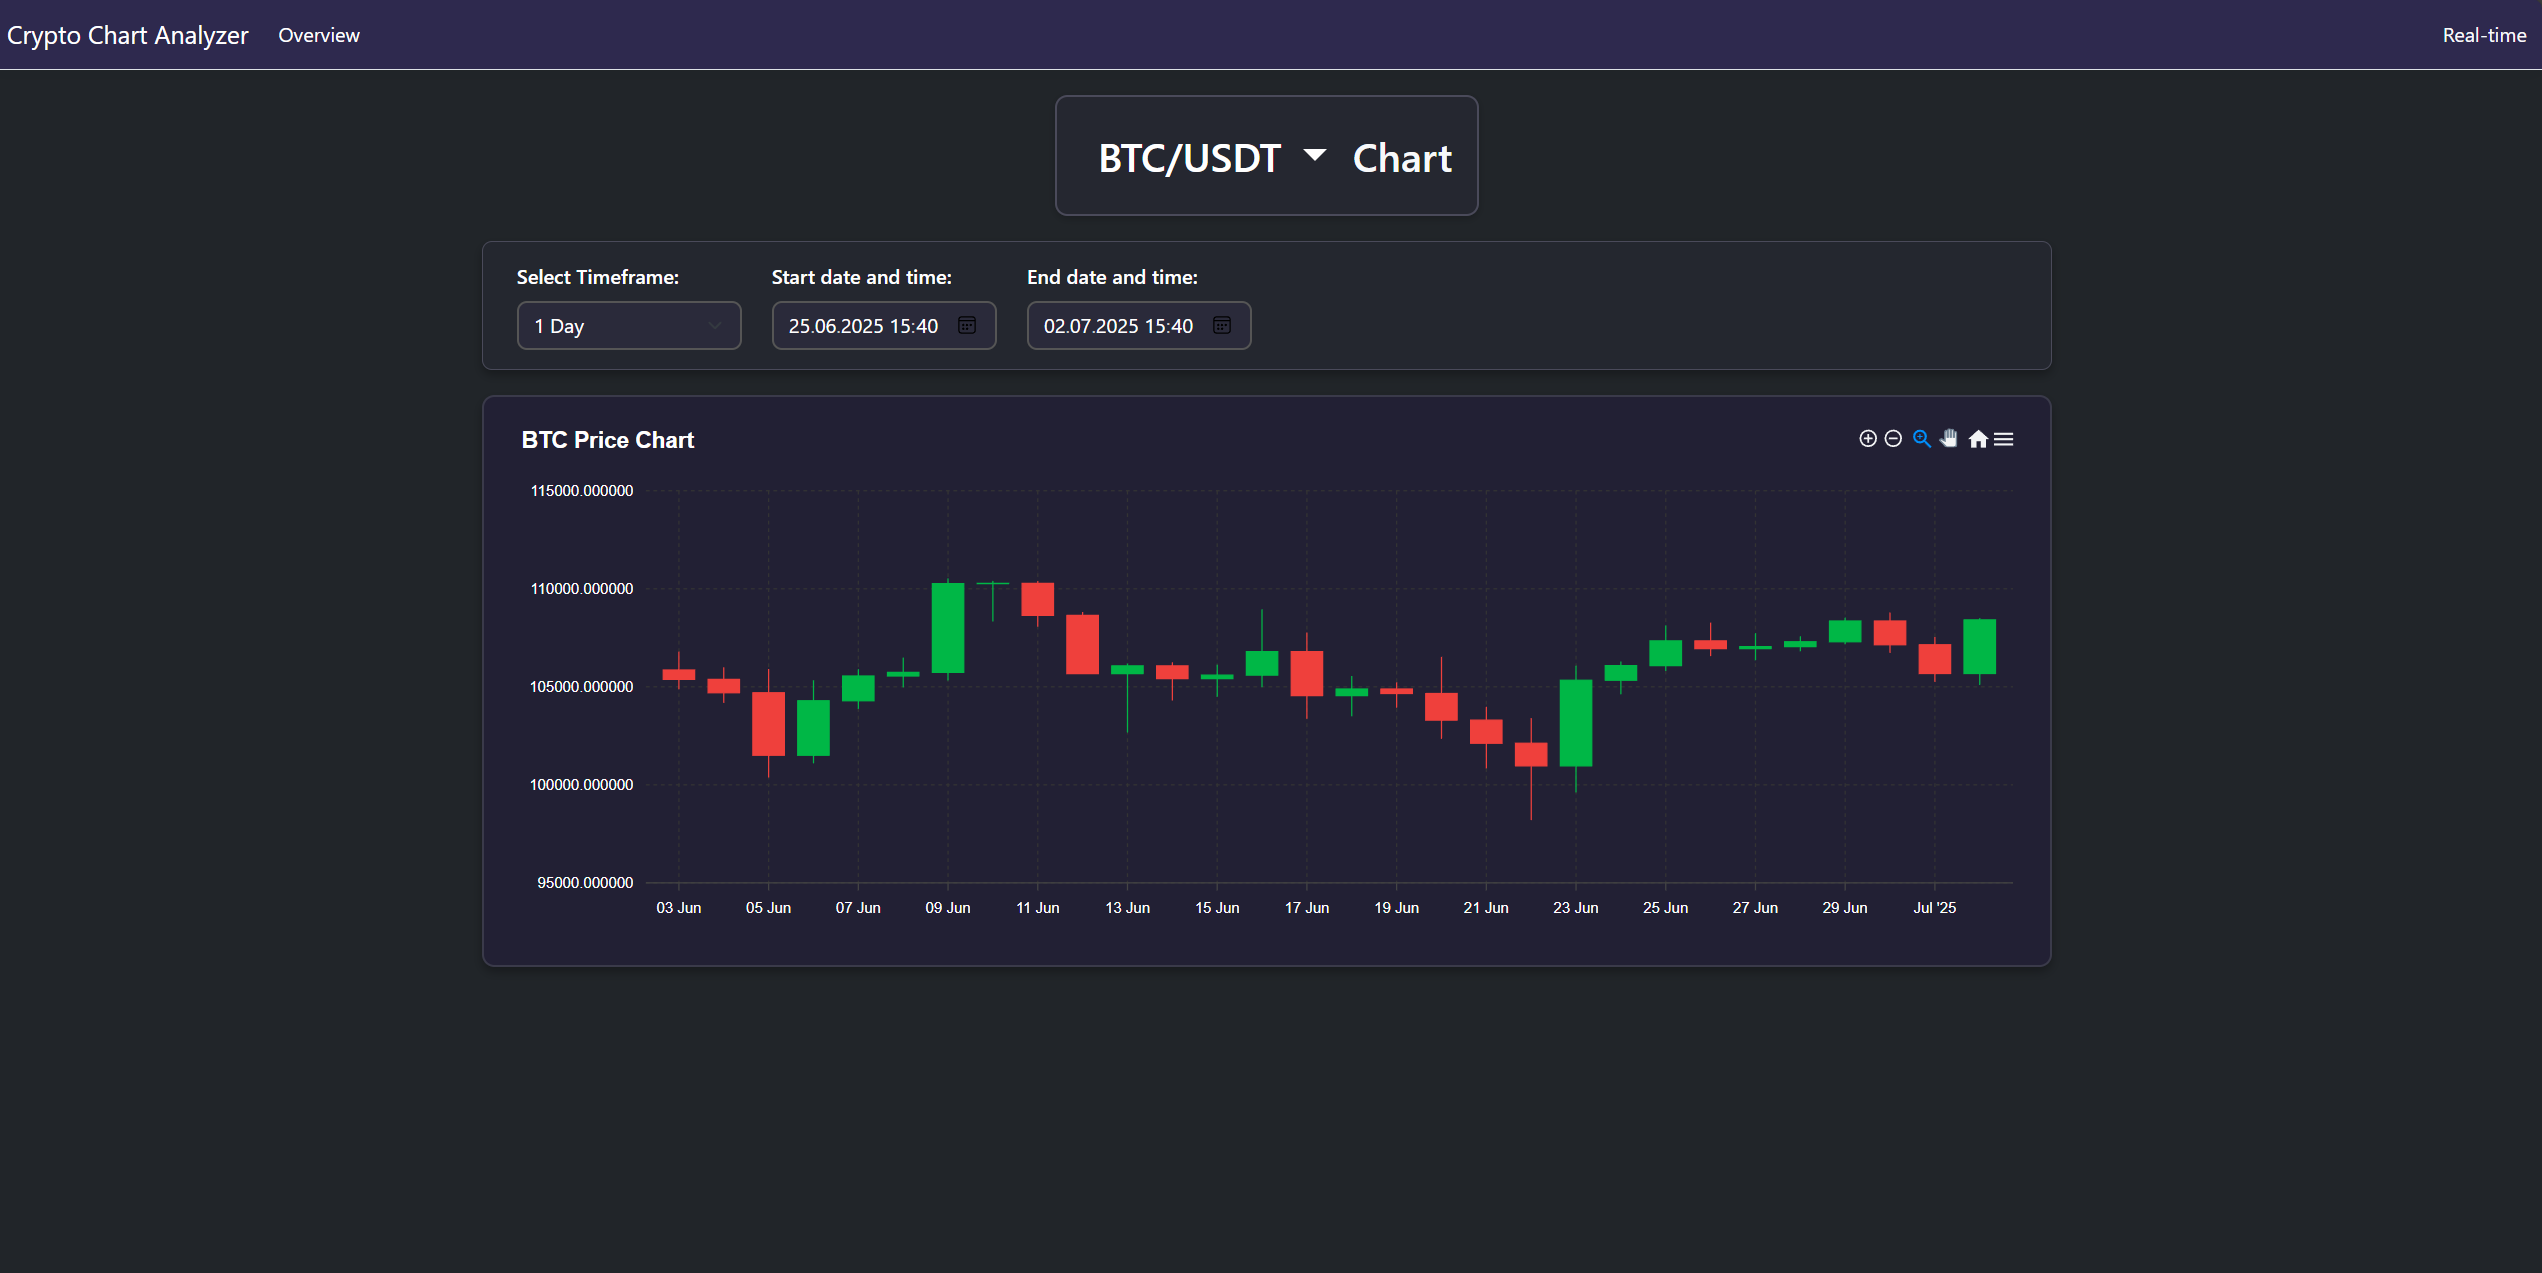 Crypto Chart Analyzer Overview Real-time
BTC/USDT Chart
Select Timeframe: Start date and time: End date and time:
1 Day 25.06.2025 15:40 02.07.2025 15:40
BTC Price Chart
115000.000000
110000.000000
105000.000000
100000.000000
95000.000000
03 Jun 05 Jun 07 Jun 09 Jun 11 Jun 13 Jun 15 Jun 17 Jun 19 Jun 21 Jun 23 Jun 25 Jun 27 Jun 29 Jun Jul '25